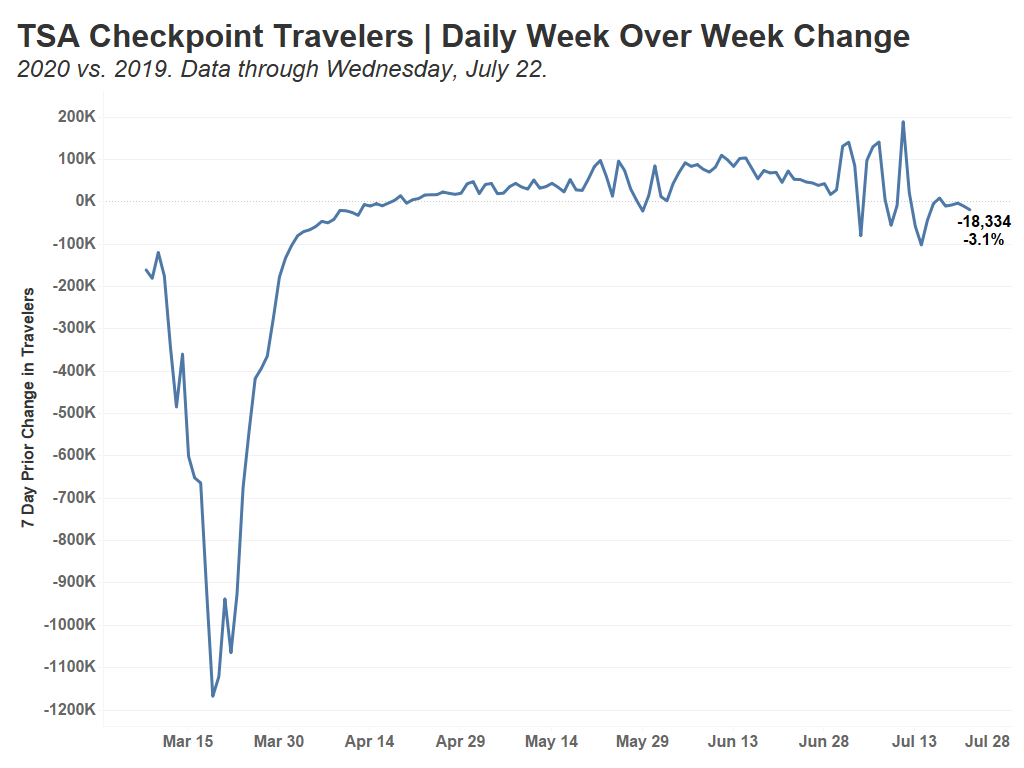 TSA Checkpoint Travelers | Daily Week Over Week Change
2020 vs. 2019. Data through Wednesday, July 22.
7 Day Prior Change in Travelers
200K
100K
0K
-100K
-200K
-300K
-400K
-500K
-600K
-700K
-800K
-900K
-1000K
-1100K
-1200K
-18,334
-3.1%
Mar 15 Mar 30 Apr 14 Apr 29 May 14 May 29 Jun 13 Jun 28 Jul 13 Jul 28